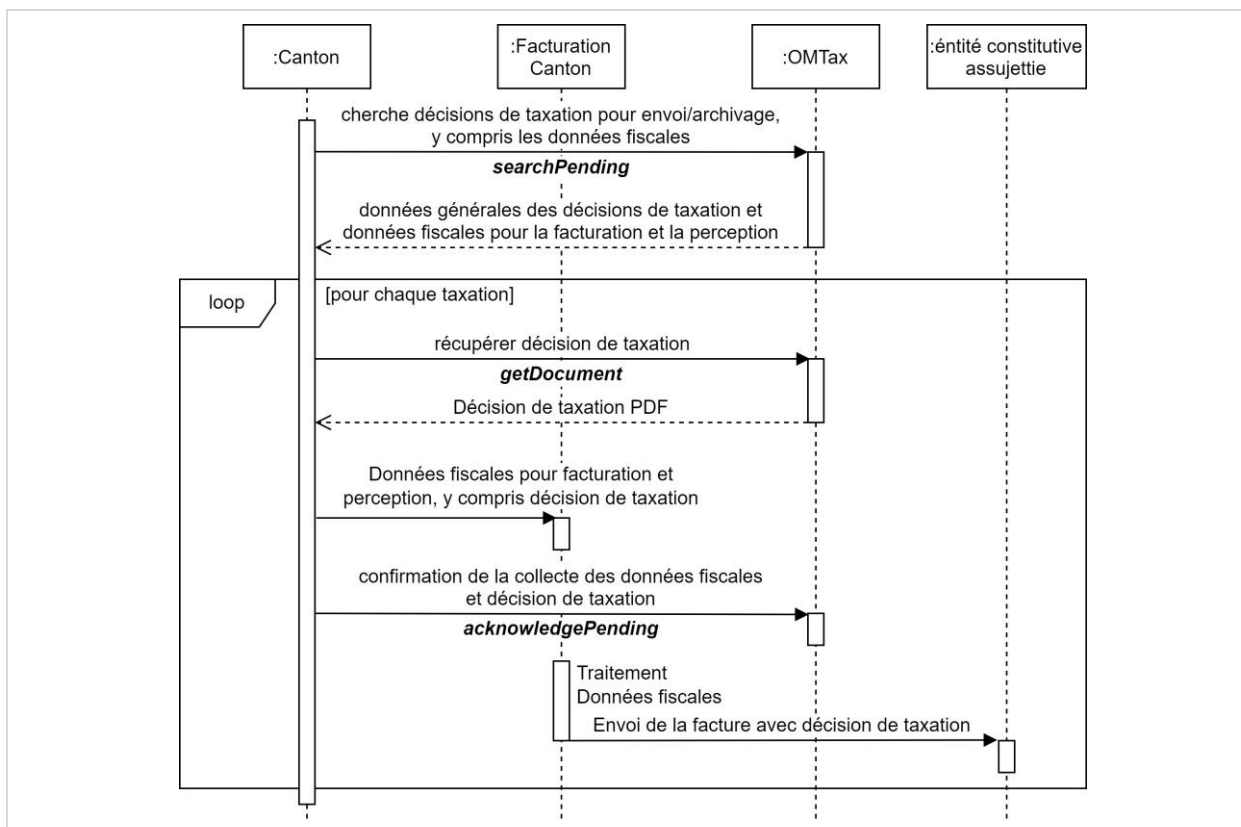 :Canton
:Facturation
Canton
:OMTax
:éntité constitutive
assujettie
cherche décisions de taxation pour envoi/archivage,
y compris les données fiscales
searchPending
données générales des décisions de taxation et
données fiscales pour la facturation et la perception
loop
[pour chaque taxation]
récupérer décision de taxation
getDocument
Décision de taxation PDF
Données fiscales pour facturation et
perception, y compris décision de taxation
confirmation de la collecte des données fiscales
et décision de taxation
acknowledgePending
Traitement
Données fiscales
Envoi de la facture avec décision de taxation